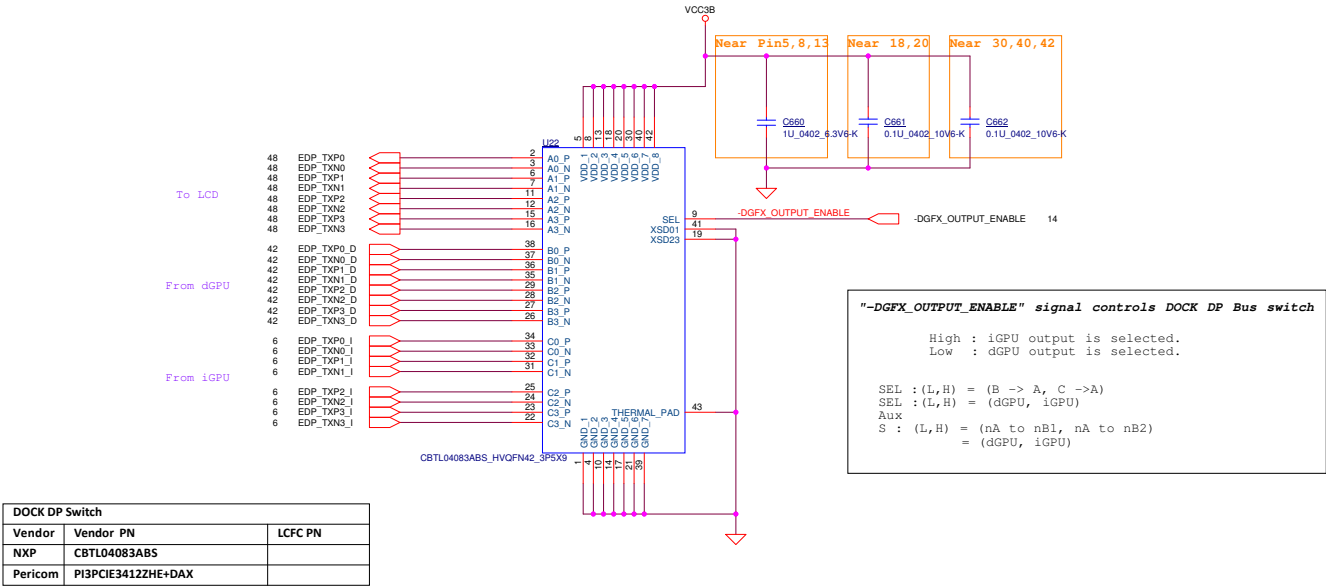 VCC3B
Near Pin5,8,13
Near 18,20
Near 30,40,42
C660
1U_0402_6.3V6-K
C661
0.1U_0402_10V6-K
C662
0.1U_0402_10V6-K
5 8 13 18 20 30 40 42
U22
VDD_1 VDD_2 VDD_3 VDD_4 VDD_5 VDD_6 VDD_7 VDD_8
To LCD
48 EDP_TXP0 2 A0_P
48 EDP_TXN0 3 A0_N
48 EDP_TXP1 6 A1_P
48 EDP_TXN1 7 A1_N
48 EDP_TXP2 11 A2_P
48 EDP_TXN2 12 A2_N
48 EDP_TXP3 15 A3_P
48 EDP_TXN3 16 A3_N
SEL 9 -DGFX_OUTPUT_ENABLE -DGFX_OUTPUT_ENABLE 14
XSD01 41
XSD23 19
From dGPU
42 EDP_TXP0_D 38 B0_P
42 EDP_TXN0_D 37 B0_N
42 EDP_TXP1_D 36 B1_P
42 EDP_TXN1_D 35 B1_N
42 EDP_TXP2_D 29 B2_P
42 EDP_TXN2_D 28 B2_N
42 EDP_TXP3_D 27 B3_P
42 EDP_TXN3_D 26 B3_N
From iGPU
6 EDP_TXP0_I 34 C0_P
6 EDP_TXN0_I 33 C0_N
6 EDP_TXP1_I 32 C1_P
6 EDP_TXN1_I 31 C1_N
6 EDP_TXP2_I 25 C2_P
6 EDP_TXN2_I 24 C2_N
6 EDP_TXP3_I 23 C3_P
6 EDP_TXN3_I 22 C3_N
THERMAL_PAD 43
GND_1 GND_2 GND_3 GND_4 GND_5 GND_6 GND_7
1 4 10 14 17 21 39
CBTL04083ABS_HVQFN42_3P5X9
"-DGFX_OUTPUT_ENABLE" signal controls DOCK DP Bus switch
High : iGPU output is selected.
Low : dGPU output is selected.
SEL :(L,H) = (B -> A, C ->A)
SEL :(L,H) = (dGPU, iGPU)
Aux
S : (L,H) = (nA to nB1, nA to nB2)
= (dGPU, iGPU)
DOCK DP Switch
Vendor Vendor PN LCFC PN
NXP CBTL04083ABS
Pericom PI3PCIE3412ZHE+DAX